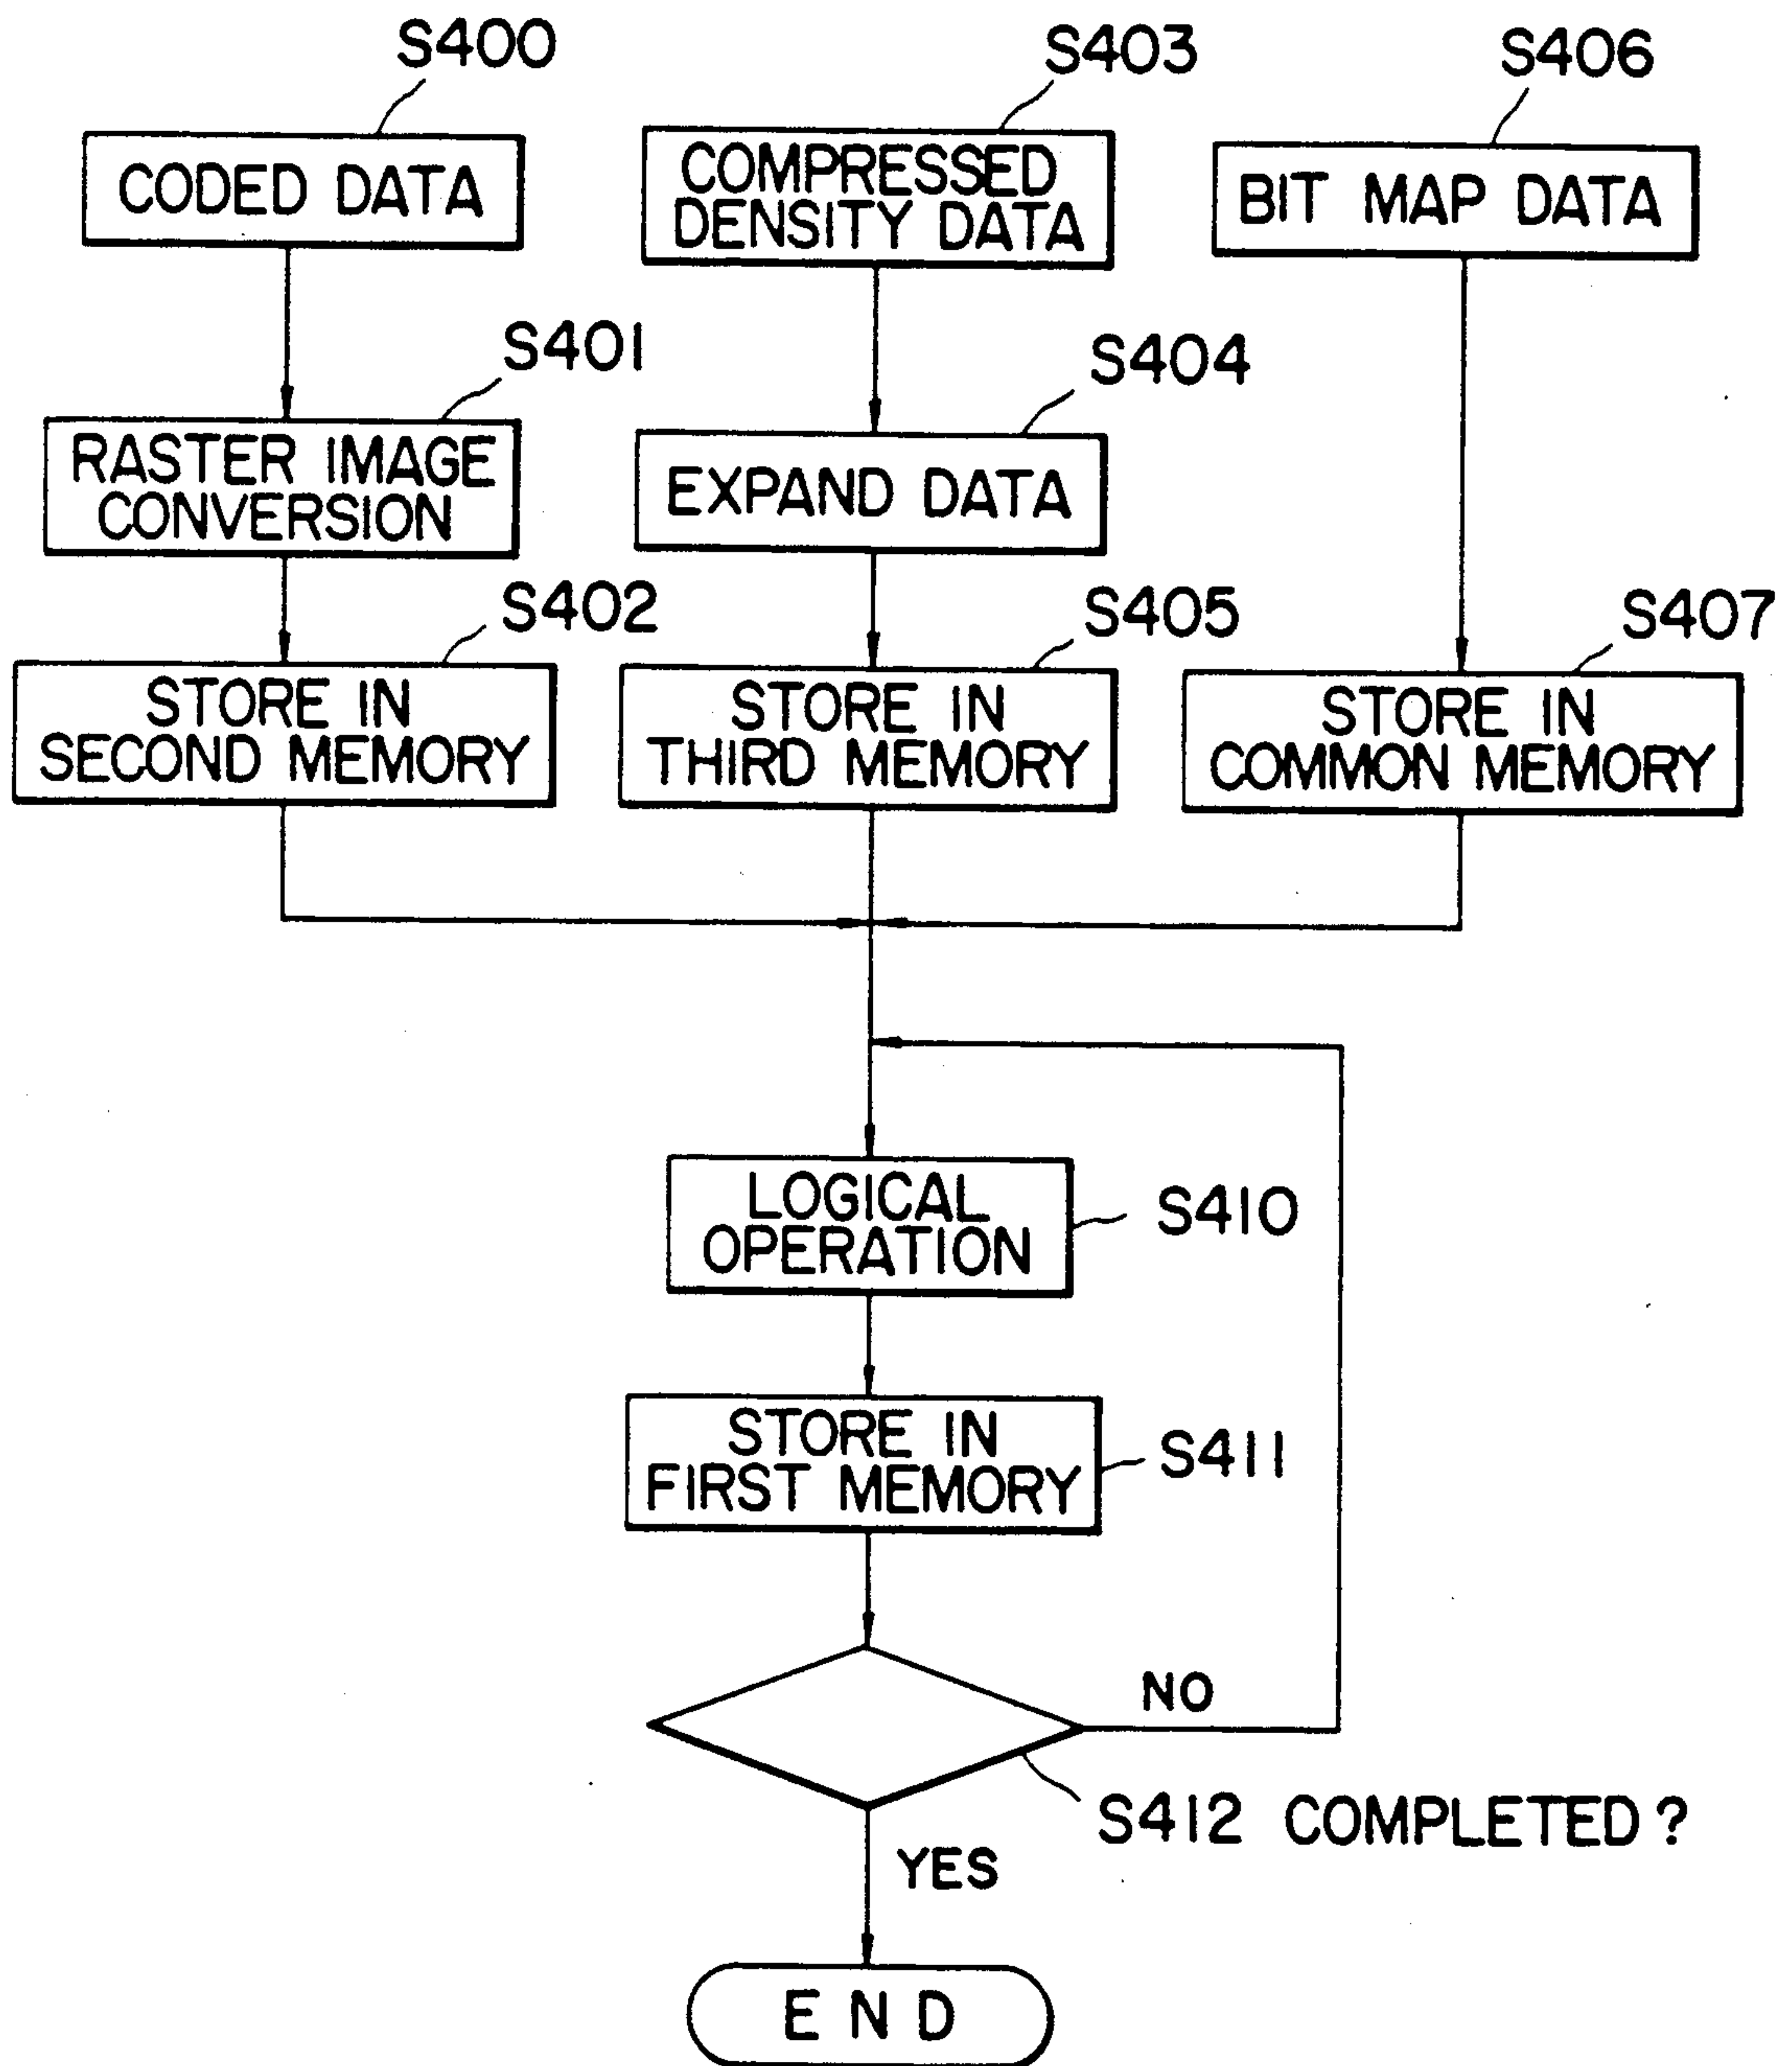 S400
S403
S406
CODED DATA
COMPRESSED
DENSITY DATA
BIT MAP DATA
S401
S404
RASTER IMAGE
CONVERSION
EXPAND DATA
S402
S405
S407
STORE IN
SECOND MEMORY
STORE IN
THIRD MEMORY
STORE IN
COMMON MEMORY
LOGICAL
OPERATION
S410
STORE IN
FIRST MEMORY
S411
NO
S412 COMPLETED?
YES
END